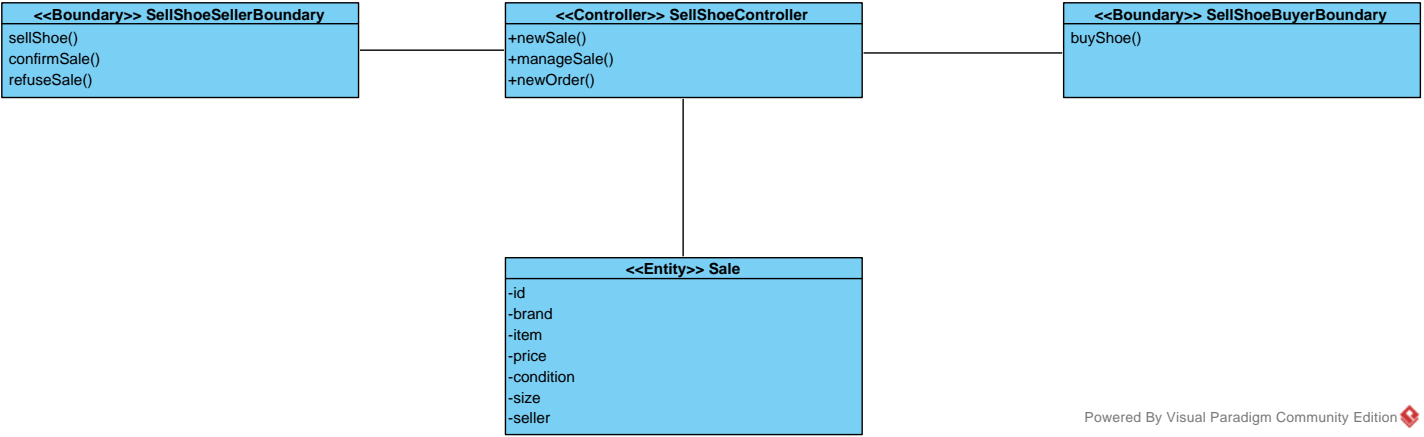 <<Boundary>> SellShoeSellerBoundary
sellShoe()
confirmSale()
refuseSale()
<<Controller>> SellShoeController
+newSale()
+manageSale()
+newOrder()
<<Boundary>> SellShoeBuyerBoundary
buyShoe()
<<Entity>> Sale
-id
-brand
-item
-price
-condition
-size
-seller
Powered By Visual Paradigm Community Edition